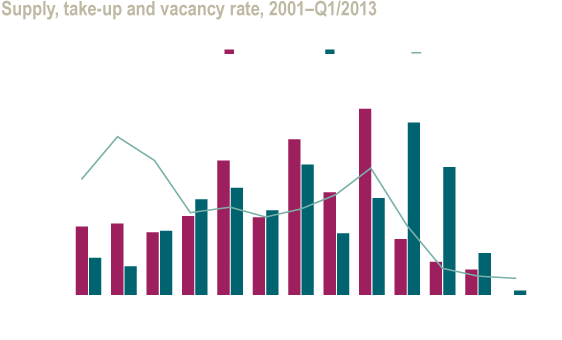 Supply, take-up and vacancy rate, 2001–Q1/2013